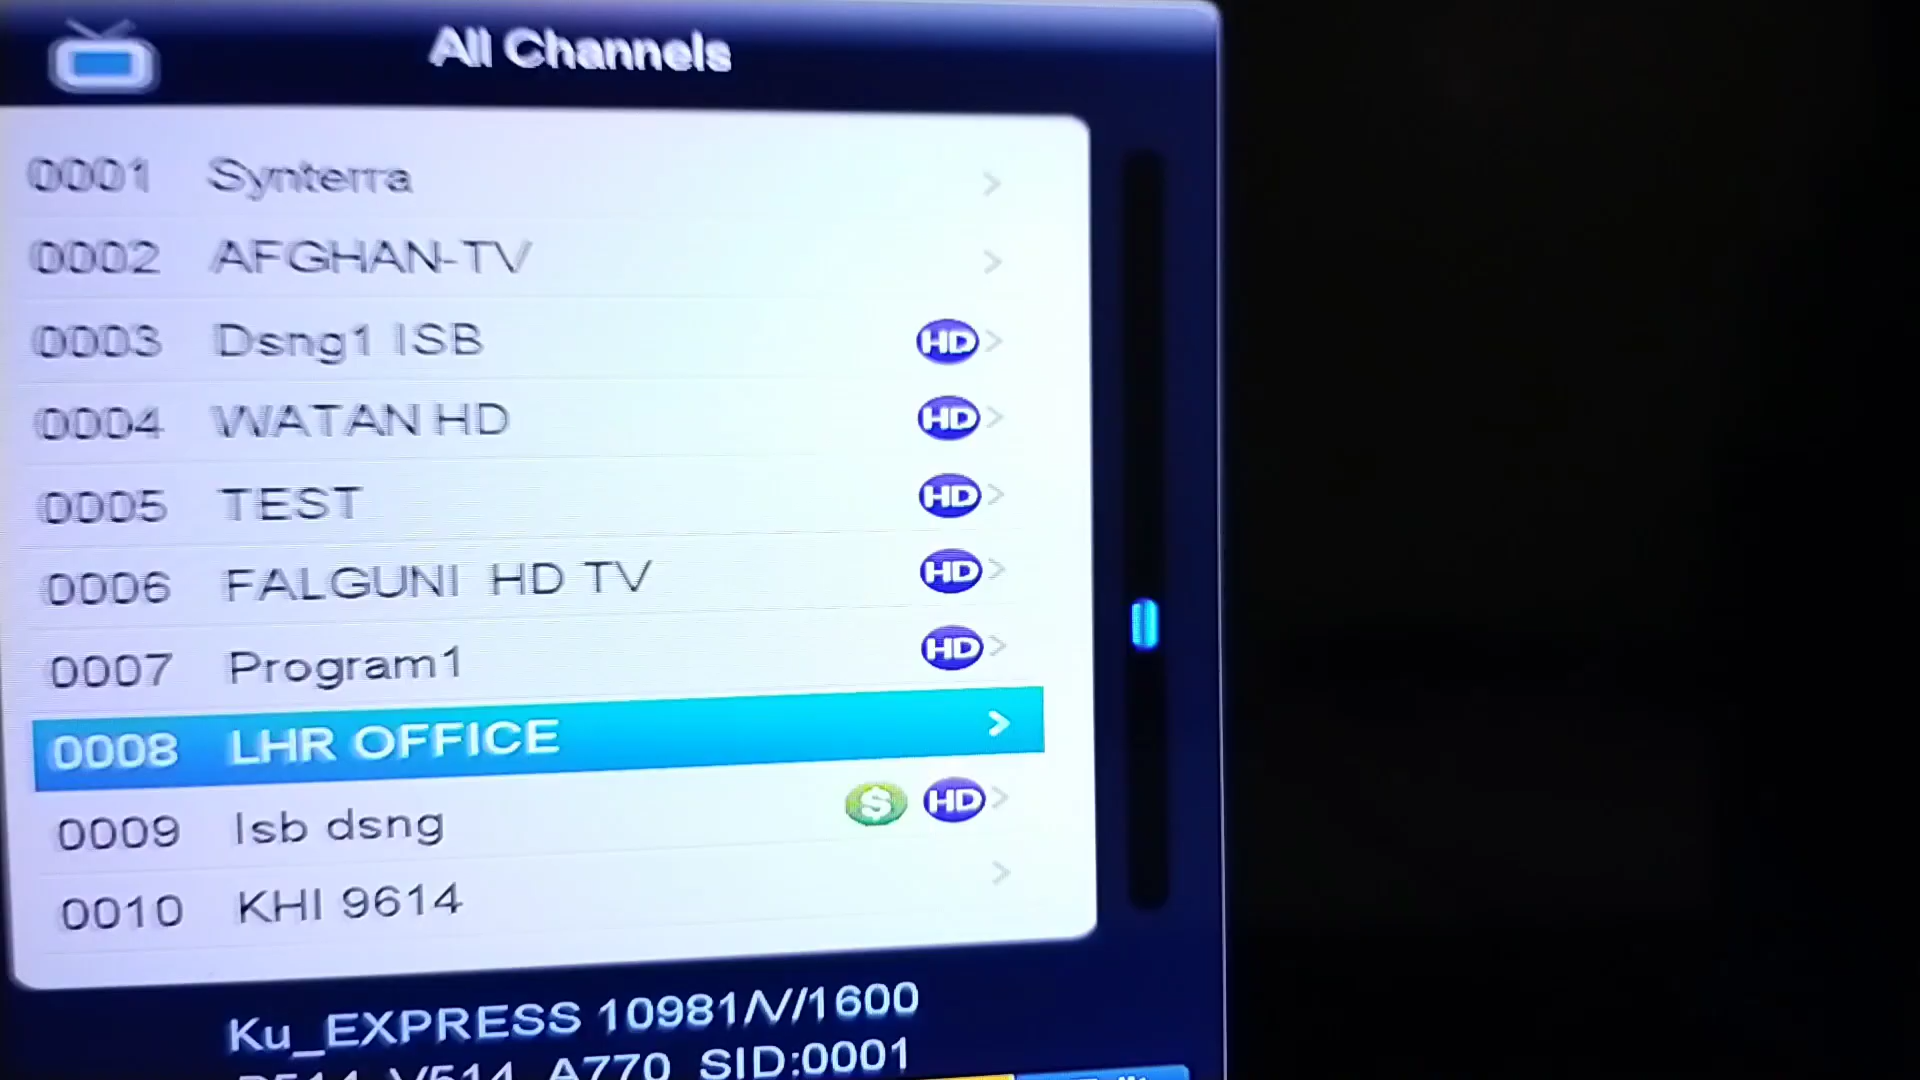 All Channels
0001 Synterra
0002 AFGHAN-TV
0003 Dsng1 ISB HD
0004 WATAN HD HD
0005 TEST HD
0006 FALGUNI HD TV HD
0007 Program1 HD
0008 LHR OFFICE
0009 Isb dsng $ HD
0010 KHI 9614
Ku_EXPRESS 10981/V/1600
P514 V514 A770 SID:0001